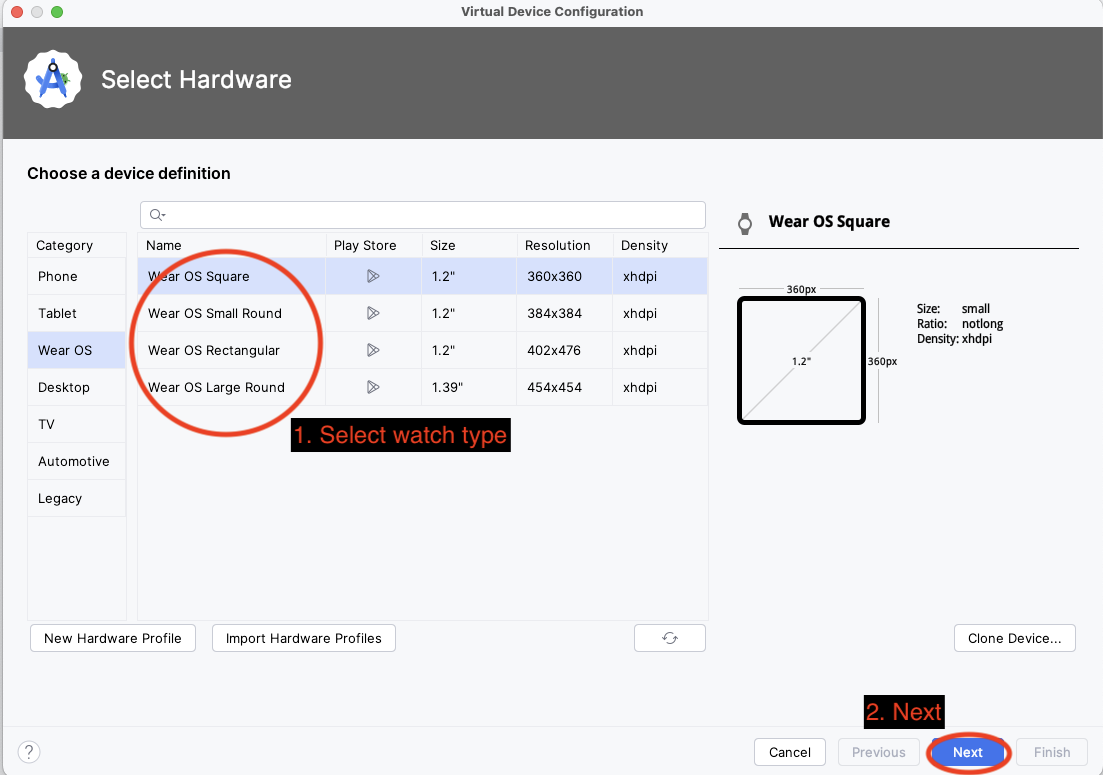 Virtual Device Configuration
Select Hardware
Choose a device definition
Category
Phone
Tablet
Wear OS
Desktop
TV
Automotive
Legacy
Name Play Store Size Resolution Density
Wear OS Square 1.2" 360x360 xhdpi
Wear OS Small Round 1.2" 384x384 xhdpi
Wear OS Rectangular 1.2" 402x476 xhdpi
Wear OS Large Round 1.39" 454x454 xhdpi
1. Select watch type
Wear OS Square
360px
1.2"
360px
Size: small
Ratio: notlong
Density: xhdpi
New Hardware Profile Import Hardware Profiles Clone Device...
2. Next
? Cancel Previous Next Finish